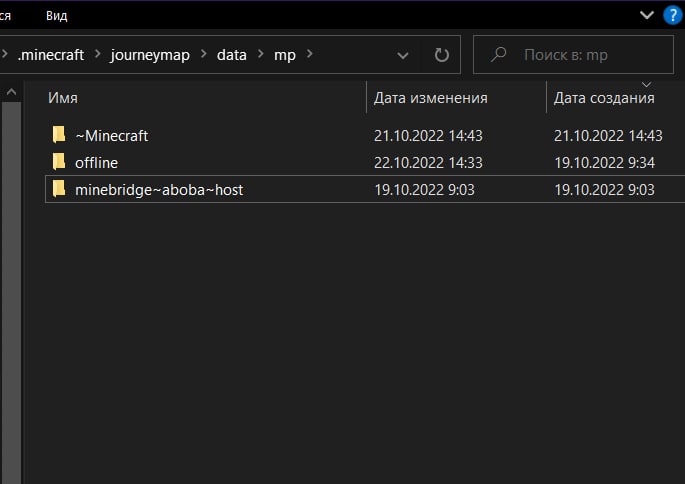 ся Вид ?
.minecraft journeymap data mp Поиск в: mp
Имя Дата изменения Дата создания
~Minecraft 21.10.2022 14:43 21.10.2022 14:43
offline 22.10.2022 14:33 19.10.2022 9:34
minebridge~aboba~host 19.10.2022 9:03 19.10.2022 9:03